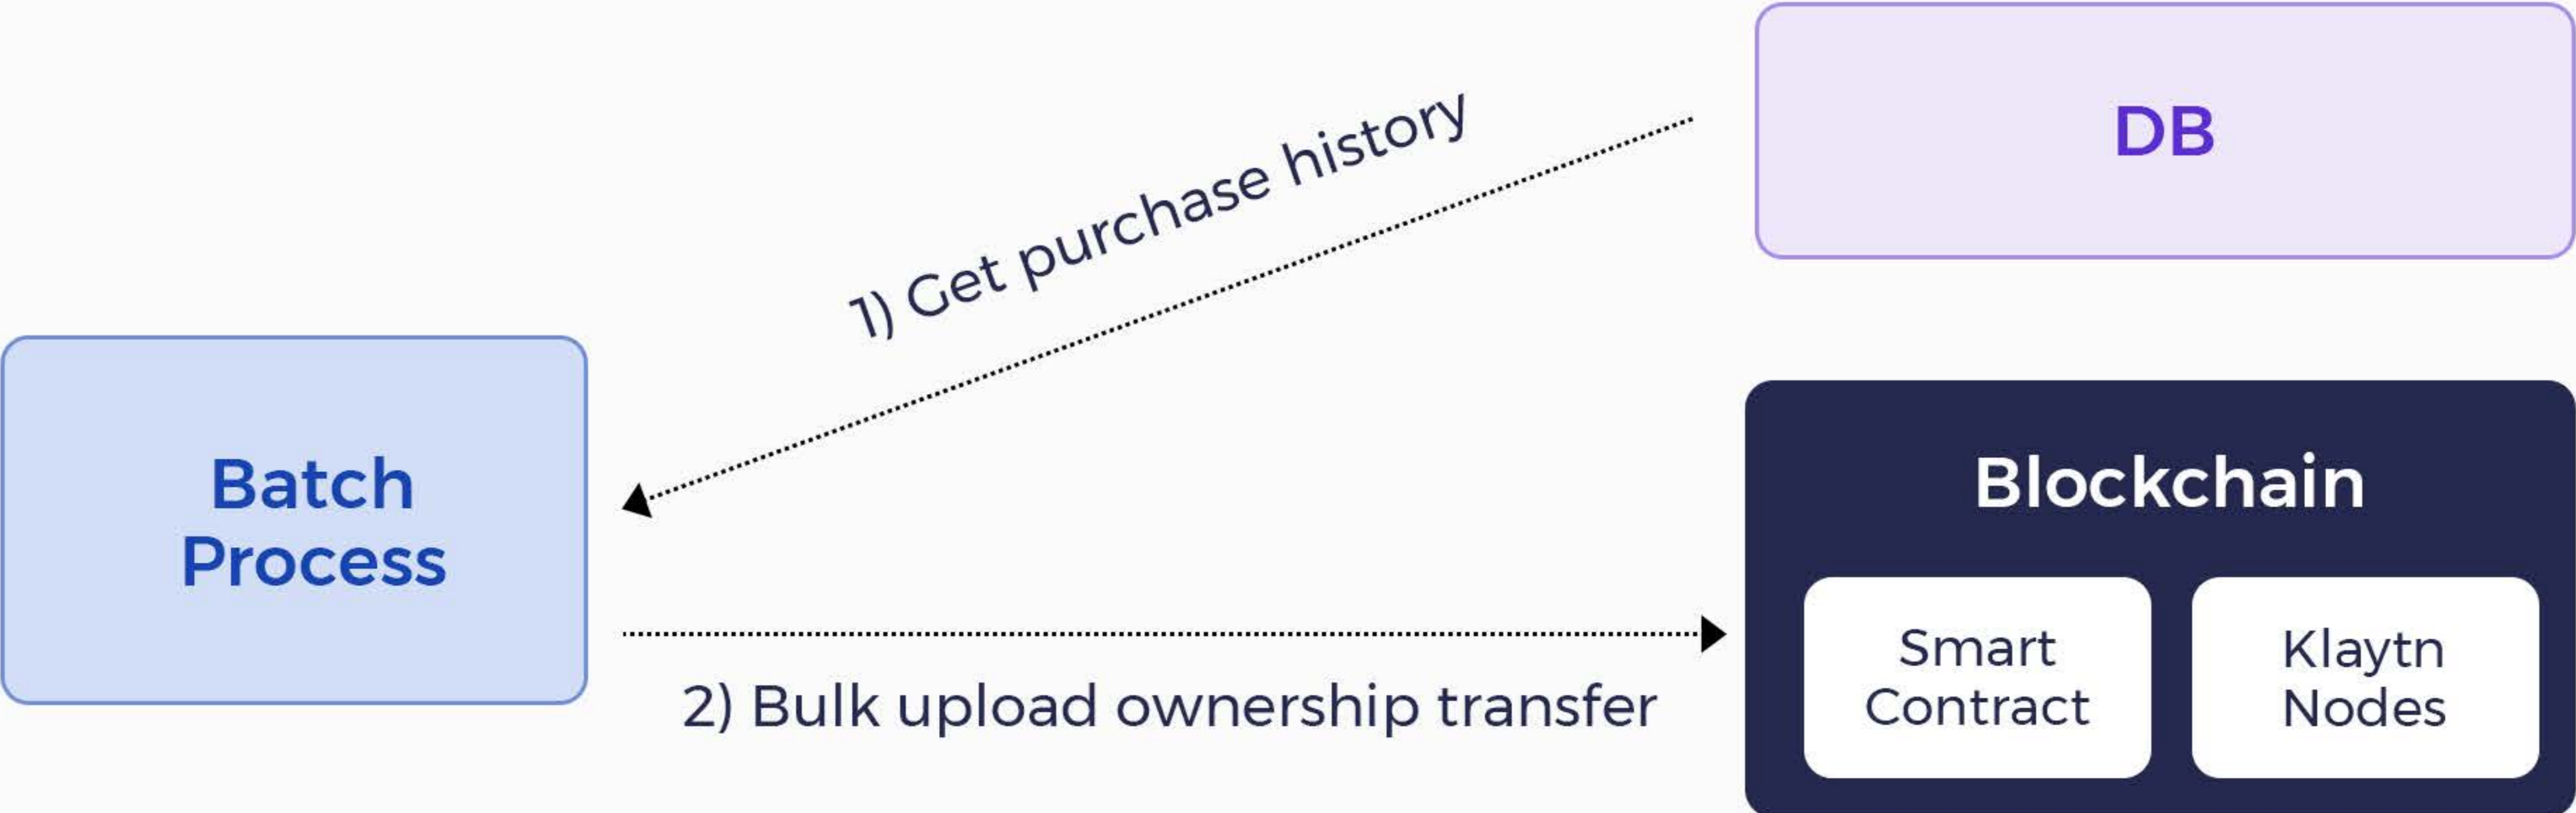 DB
1) Get purchase history
Batch
Process
2) Bulk upload ownership transfer
Blockchain
Smart
Contract
Klaytn
Nodes